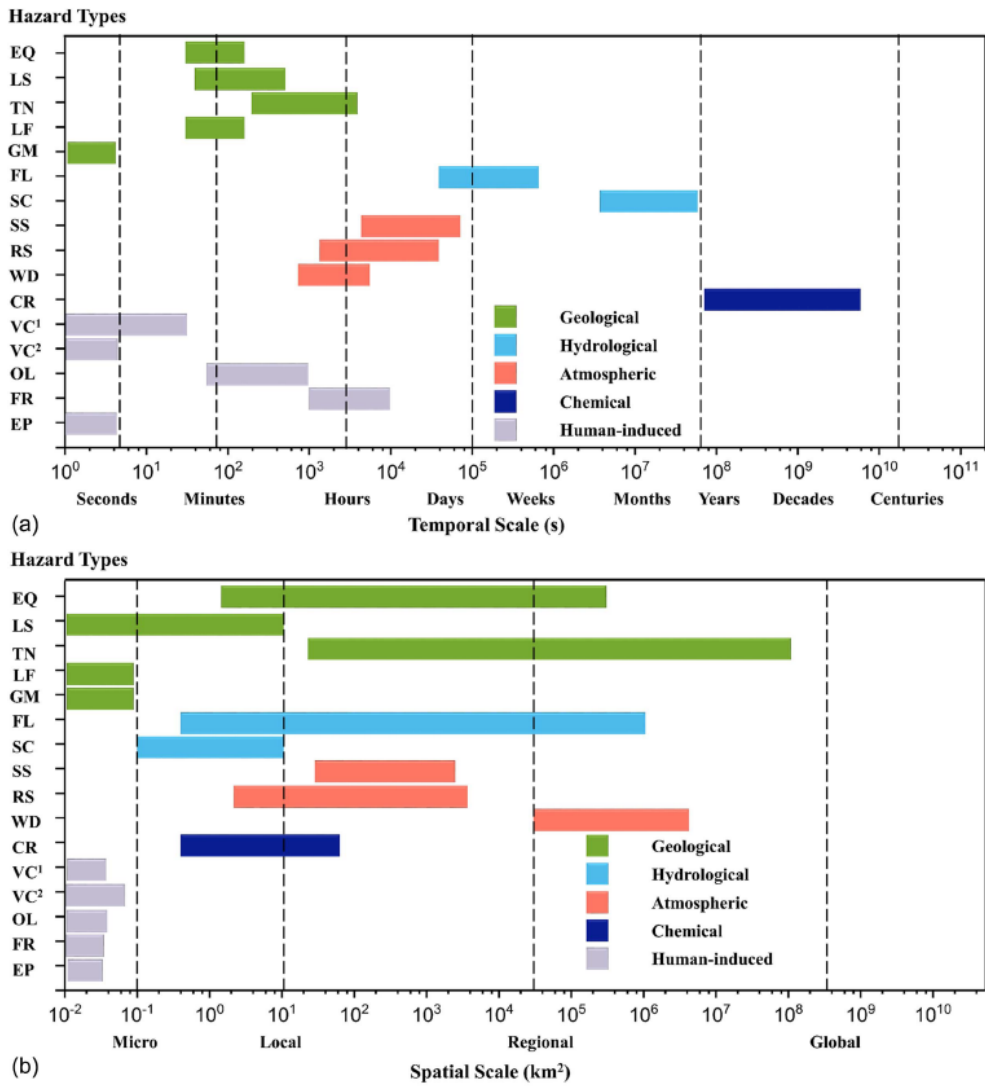 Hazard Types
EQ
LS
TN
LF
GM
FL
SC
SS
RS
WD
CR
VC¹
VC²
OL
FR
EP
Geological
Hydrological
Atmospheric
Chemical
Human-induced
10⁰ 10¹ 10² 10³ 10⁴ 10⁵ 10⁶ 10⁷ 10⁸ 10⁹ 10¹⁰ 10¹¹
Seconds Minutes Hours Days Weeks Months Years Decades Centuries
(a) Temporal Scale (s)
Hazard Types
EQ
LS
TN
LF
GM
FL
SC
SS
RS
WD
CR
VC¹
VC²
OL
FR
EP
Geological
Hydrological
Atmospheric
Chemical
Human-induced
10⁻² 10⁻¹ 10⁰ 10¹ 10² 10³ 10⁴ 10⁵ 10⁶ 10⁷ 10⁸ 10⁹ 10¹⁰
Micro Local Regional Global
(b) Spatial Scale (km²)